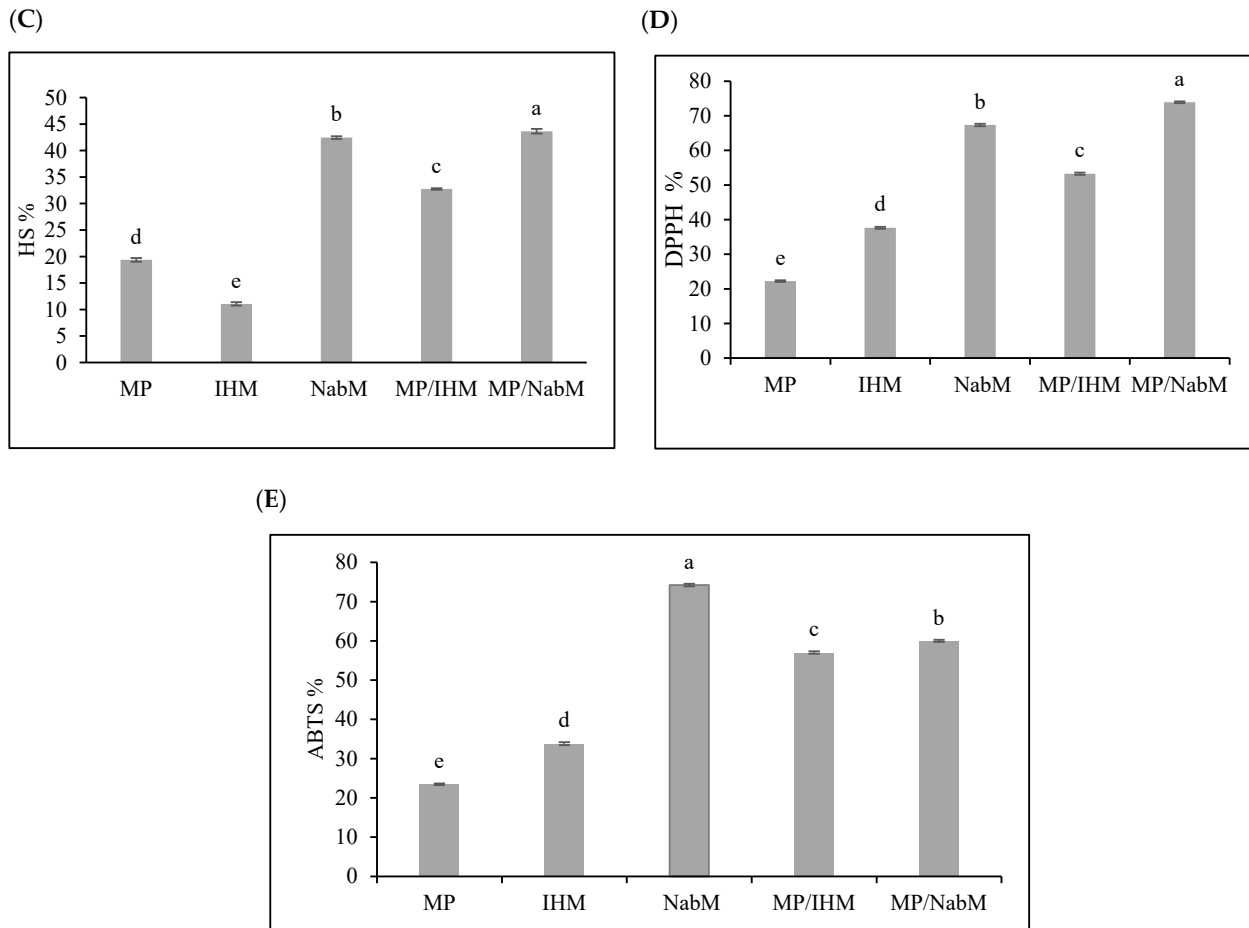 (C)
HS %
50
45
40
35
30
25
20
15
10
5
0
d
e
b
c
a
MP IHM NabM MP/IHM MP/NabM
(D)
DPPH %
80
70
60
50
40
30
20
10
0
e
d
b
c
a
MP IHM NabM MP/IHM MP/NabM
(E)
ABTS %
80
70
60
50
40
30
20
10
0
e
d
a
c
b
MP IHM NabM MP/IHM MP/NabM